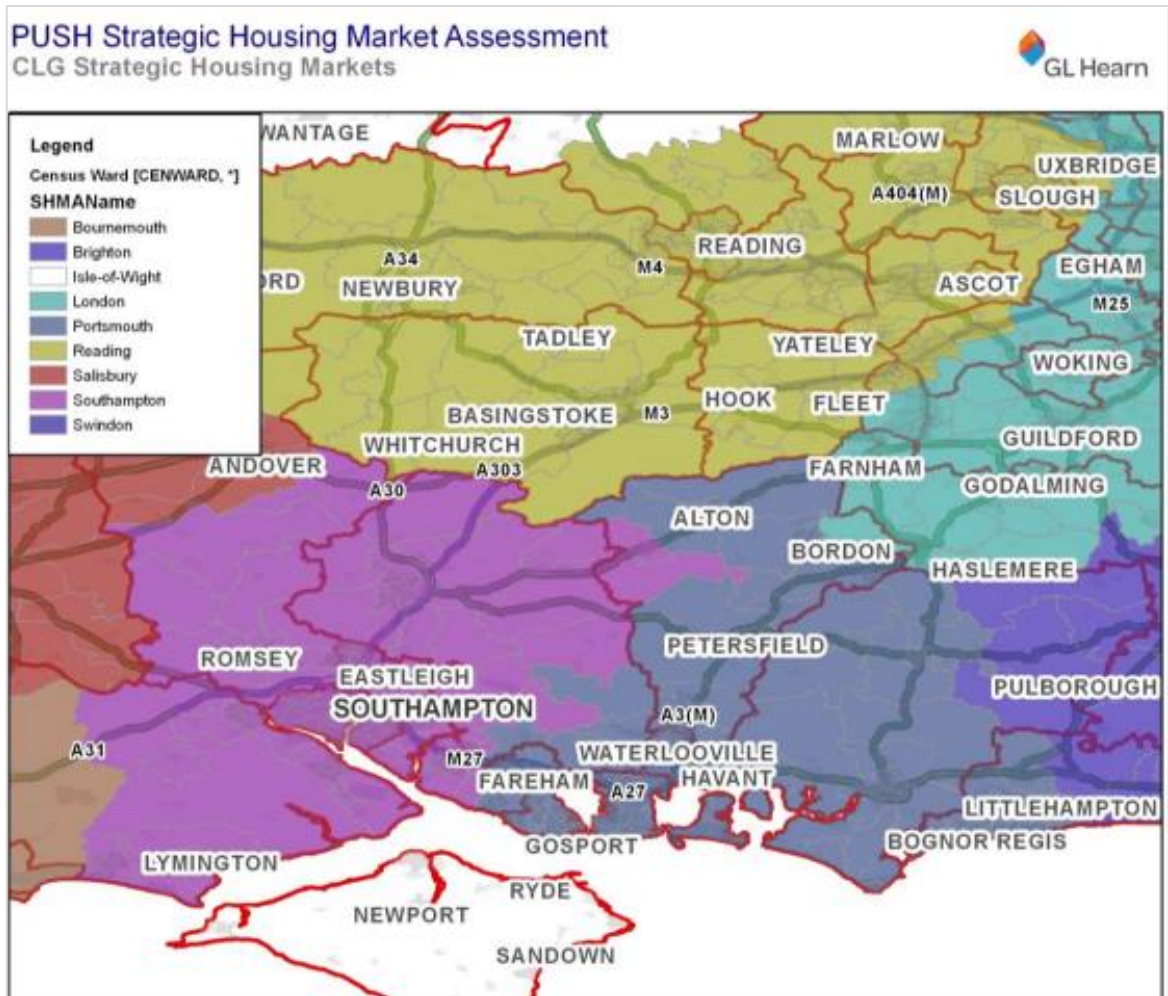 PUSH Strategic Housing Market Assessment
CLG Strategic Housing Markets
GL Hearn
Legend
Census Ward [CENWARD, *]
SHMAName
Bournemouth
Brighton
Isle-of-Wight
London
Portsmouth
Reading
Salisbury
Southampton
Swindon
WANTAGE
MARLOW
UXBRIDGE
A404(M)
SLOUGH
READING
A34
M4
EGHAM
ORD
NEWBURY
ASCOT
M25
TADLEY
YATELEY
WOKING
BASINGSTOKE
M3
HOOK
FLEET
WHITCHURCH
GUILDFORD
ANDOVER
A303
FARNHAM
A30
GODALMING
ALTON
BORDON
HASLEMERE
ROMSEY
PETERSFIELD
EASTLEIGH
PULBOROUGH
SOUTHAMPTON
A3(M)
A31
M27
WATERLOOVILLE
FAREHAM
A27
HAVANT
LITTLEHAMPTON
GOSPORT
BOGNOR REGIS
LYMINGTON
RYDE
NEWPORT
SANDOWN